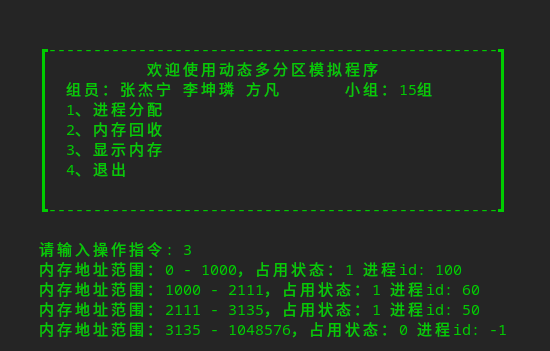 欢迎使用动态多分区模拟程序
组员：张杰宁 李坤璘 方凡 小组：15组
1、进程分配
2、内存回收
3、显示内存
4、退出
请输入操作指令：3
内存地址范围：0 - 1000，占用状态：1 进程id：100
内存地址范围：1000 - 2111，占用状态：1 进程id：60
内存地址范围：2111 - 3135，占用状态：1 进程id：50
内存地址范围：3135 - 1048576，占用状态：0 进程id：-1